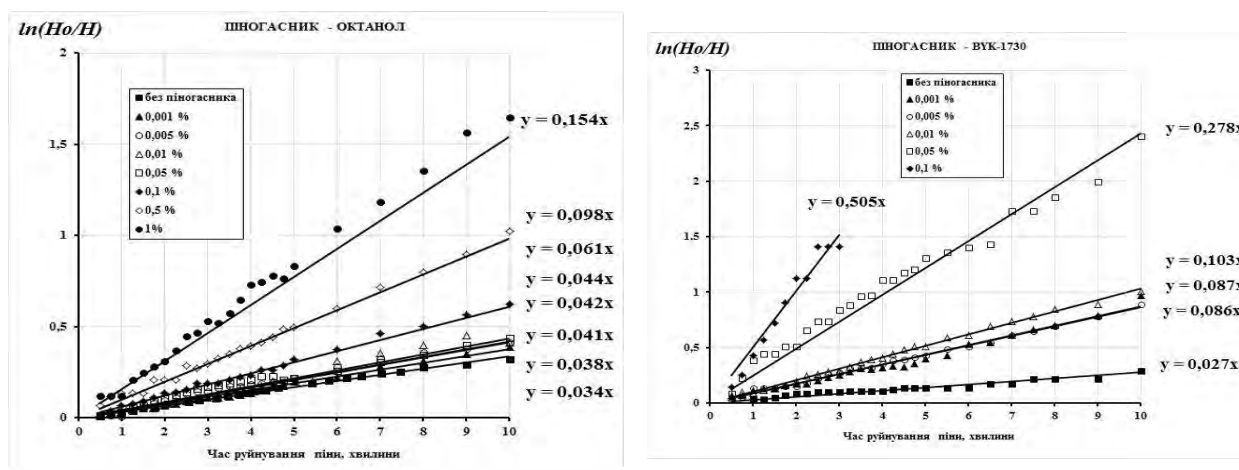 ln(Ho/H)
ПІНОГАСНИК - ОКТАНОЛ
2
1,5
1
0,5
0
без піногасника
0,001 %
0,005 %
0,01 %
0,05 %
0,1 %
0,5 %
1%
y = 0,154x
y = 0,098x
y = 0,061x
y = 0,044x
y = 0,042x
y = 0,041x
y = 0,038x
y = 0,034x
0 1 2 3 4 5 6 7 8 9 10
Час руйнування піни, хвилини
ln(Ho/H)
ПІНОГАСНИК - BYK-1730
3
2,5
2
1,5
1
0,5
0
без піногасника
0,001 %
0,005 %
0,01 %
0,05 %
0,1 %
y = 0,278x
y = 0,505x
y = 0,103x
y = 0,087x
y = 0,086x
y = 0,027x
0 1 2 3 4 5 6 7 8 9 10
Час руйнування піни, хвилини